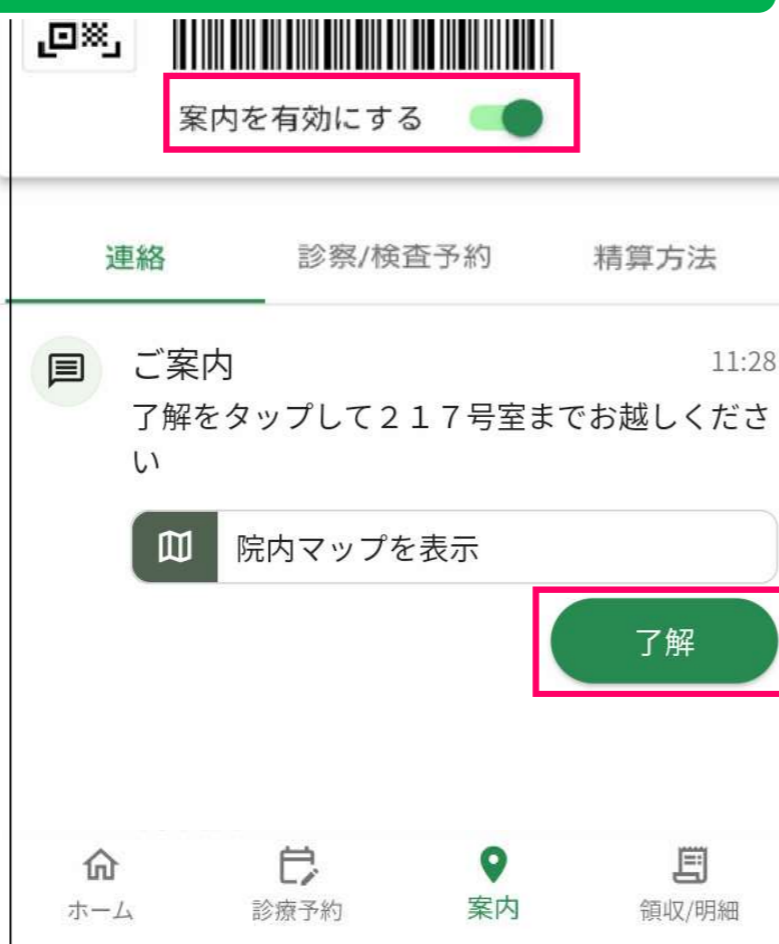 案内を有効にする
連絡
診察/検査予約
精算方法
ご案内
11:28
了解をタップして２１７号室までお越しくださ
い
院内マップを表示
了解
ホーム
診療予約
案内
領収/明細